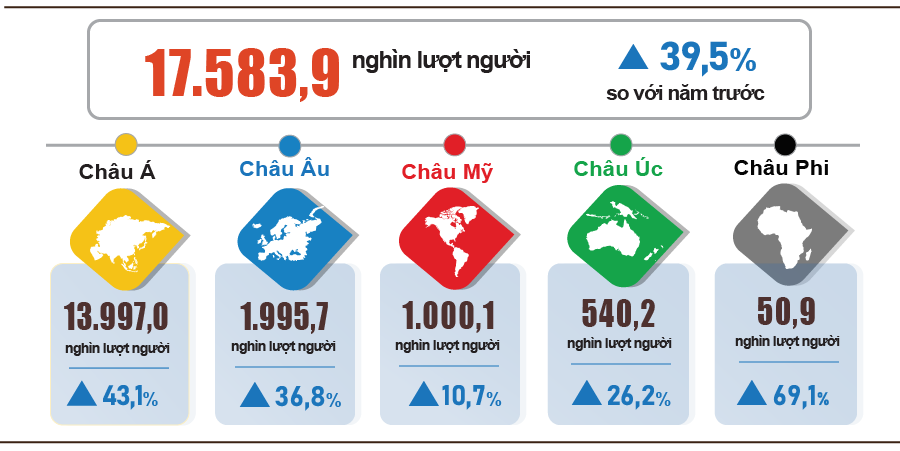 17.583,9 nghìn lượt người
▲ 39,5%
so với năm trước
Châu Á
Châu Âu
Châu Mỹ
Châu Úc
Châu Phi
13.997,0
nghìn lượt người
▲ 43,1%
1.995,7
nghìn lượt người
▲ 36,8%
1.000,1
nghìn lượt người
▲ 10,7%
540,2
nghìn lượt người
▲ 26,2%
50,9
nghìn lượt người
▲ 69,1%